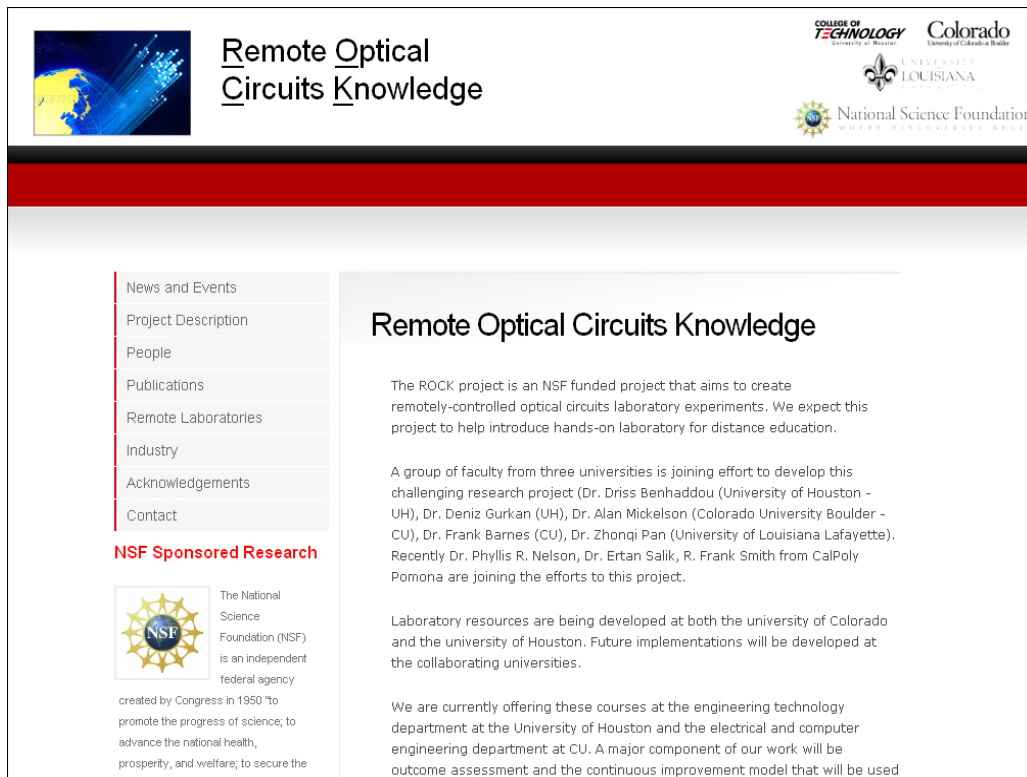 Remote Optical
Circuits Knowledge
COLLEGE OF
TECHNOLOGY
University of Houston
Colorado
University of Colorado at Boulder
UNIVERSITY
LOUISIANA
NSF
National Science Foundation
WHERE DISCOVERIES BEGIN
News and Events
Project Description
People
Publications
Remote Laboratories
Industry
Acknowledgements
Contact
NSF Sponsored Research
NSF
The National
Science
Foundation (NSF)
is an independent
federal agency
created by Congress in 1950 "to
promote the progress of science; to
advance the national health,
prosperity, and welfare; to secure the
Remote Optical Circuits Knowledge
The ROCK project is an NSF funded project that aims to create
remotely-controlled optical circuits laboratory experiments. We expect this
project to help introduce hands-on laboratory for distance education.
A group of faculty from three universities is joining effort to develop this
challenging research project (Dr. Driss Benhaddou (University of Houston -
UH), Dr. Deniz Gurkan (UH), Dr. Alan Mickelson (Colorado University Boulder -
CU), Dr. Frank Barnes (CU), Dr. Zhonqi Pan (University of Louisiana Lafayette).
Recently Dr. Phyllis R. Nelson, Dr. Ertan Salik, R. Frank Smith from CalPoly
Pomona are joining the efforts to this project.
Laboratory resources are being developed at both the university of Colorado
and the university of Houston. Future implementations will be developed at
the collaborating universities.
We are currently offering these courses at the engineering technology
department at the University of Houston and the electrical and computer
engineering department at CU. A major component of our work will be
outcome assessment and the continuous improvement model that will be used